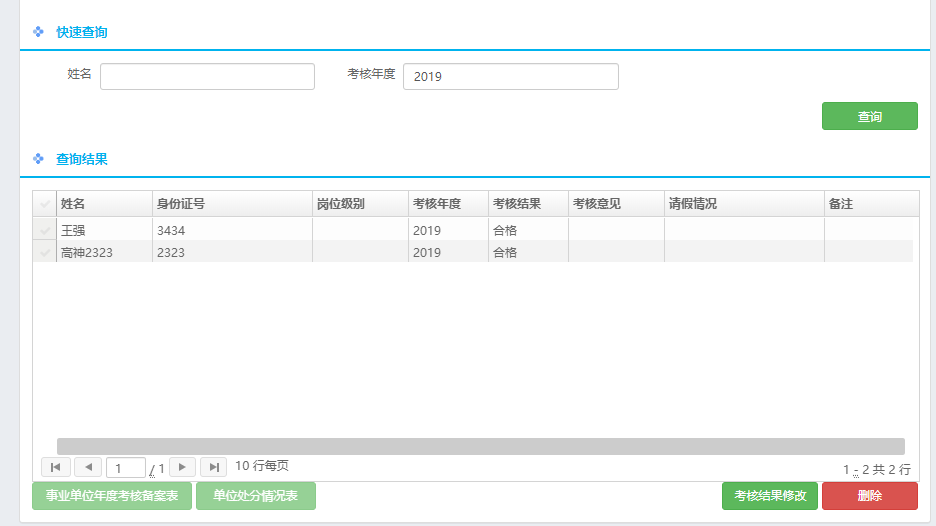 快速查询
姓名 考核年度 2019
查询
查询结果
姓名 身份证号 岗位级别 考核年度 考核结果 考核意见 请假情况 备注
王强 3434 2019 合格
高神2323 2323 2019 合格
1 / 1 10 行每页 1 - 2 共 2 行
事业单位年度考核备案表 单位处分情况表 考核结果修改 删除